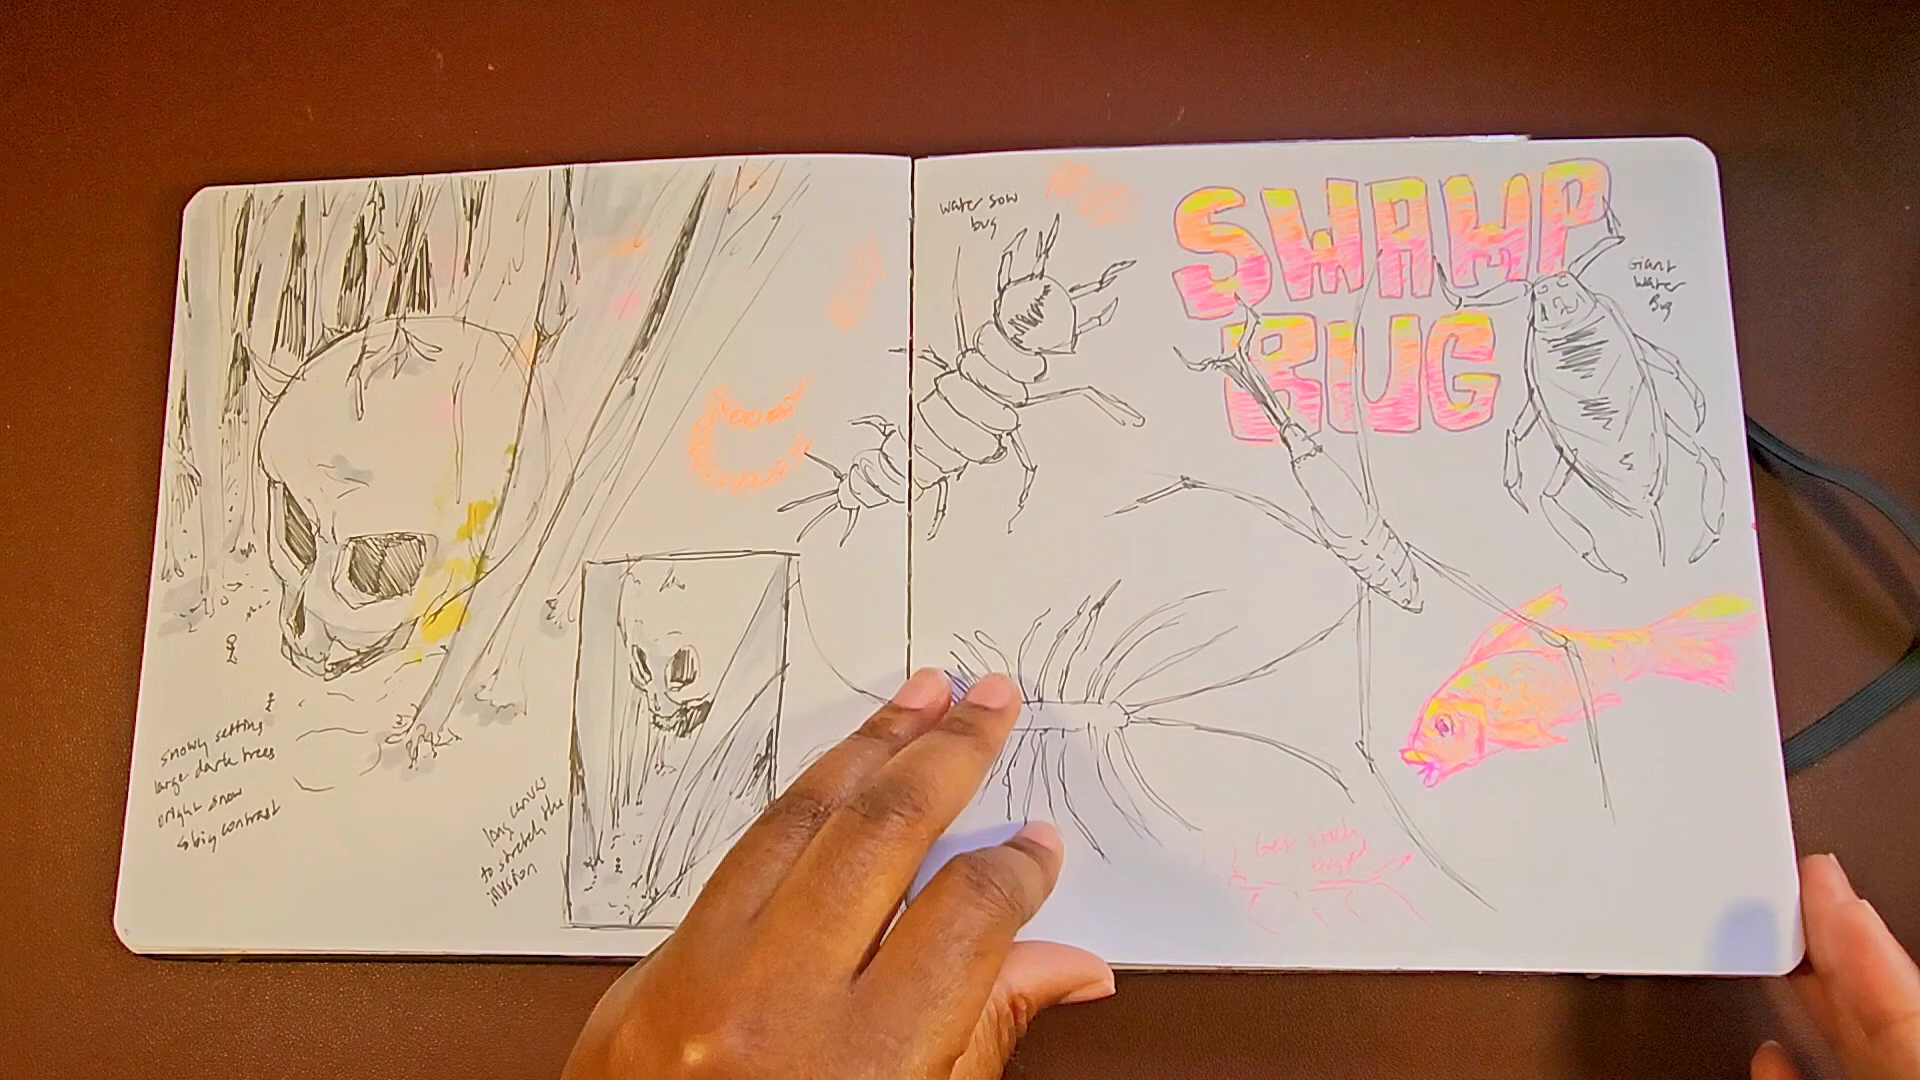 snowy setting
large dark trees
bright snow
& big contrast
long canvas
to stretch the
illusion
water sow
bug
SWAMP
BUG
Giant
Water
Bug